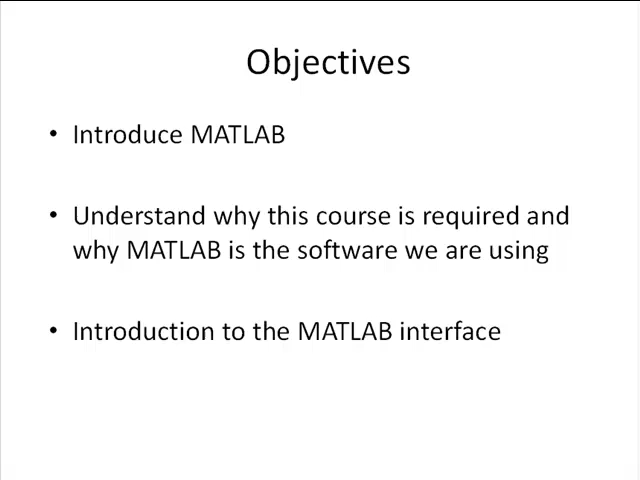 Objectives
• Introduce MATLAB
• Understand why this course is required and
why MATLAB is the software we are using
• Introduction to the MATLAB interface